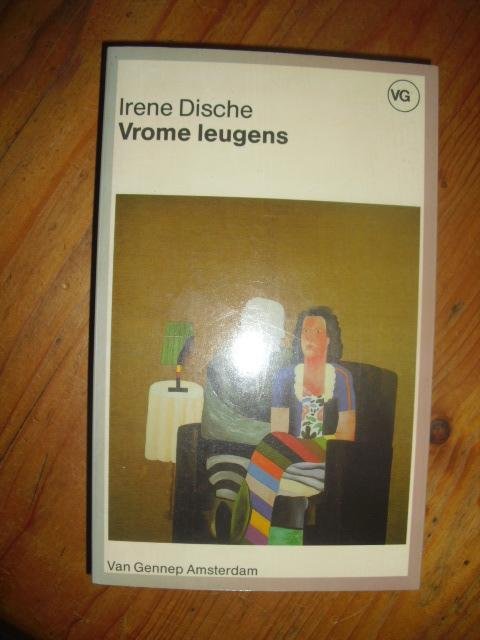 VG
Irene Dische
Vrome leugens
Van Gennep Amsterdam